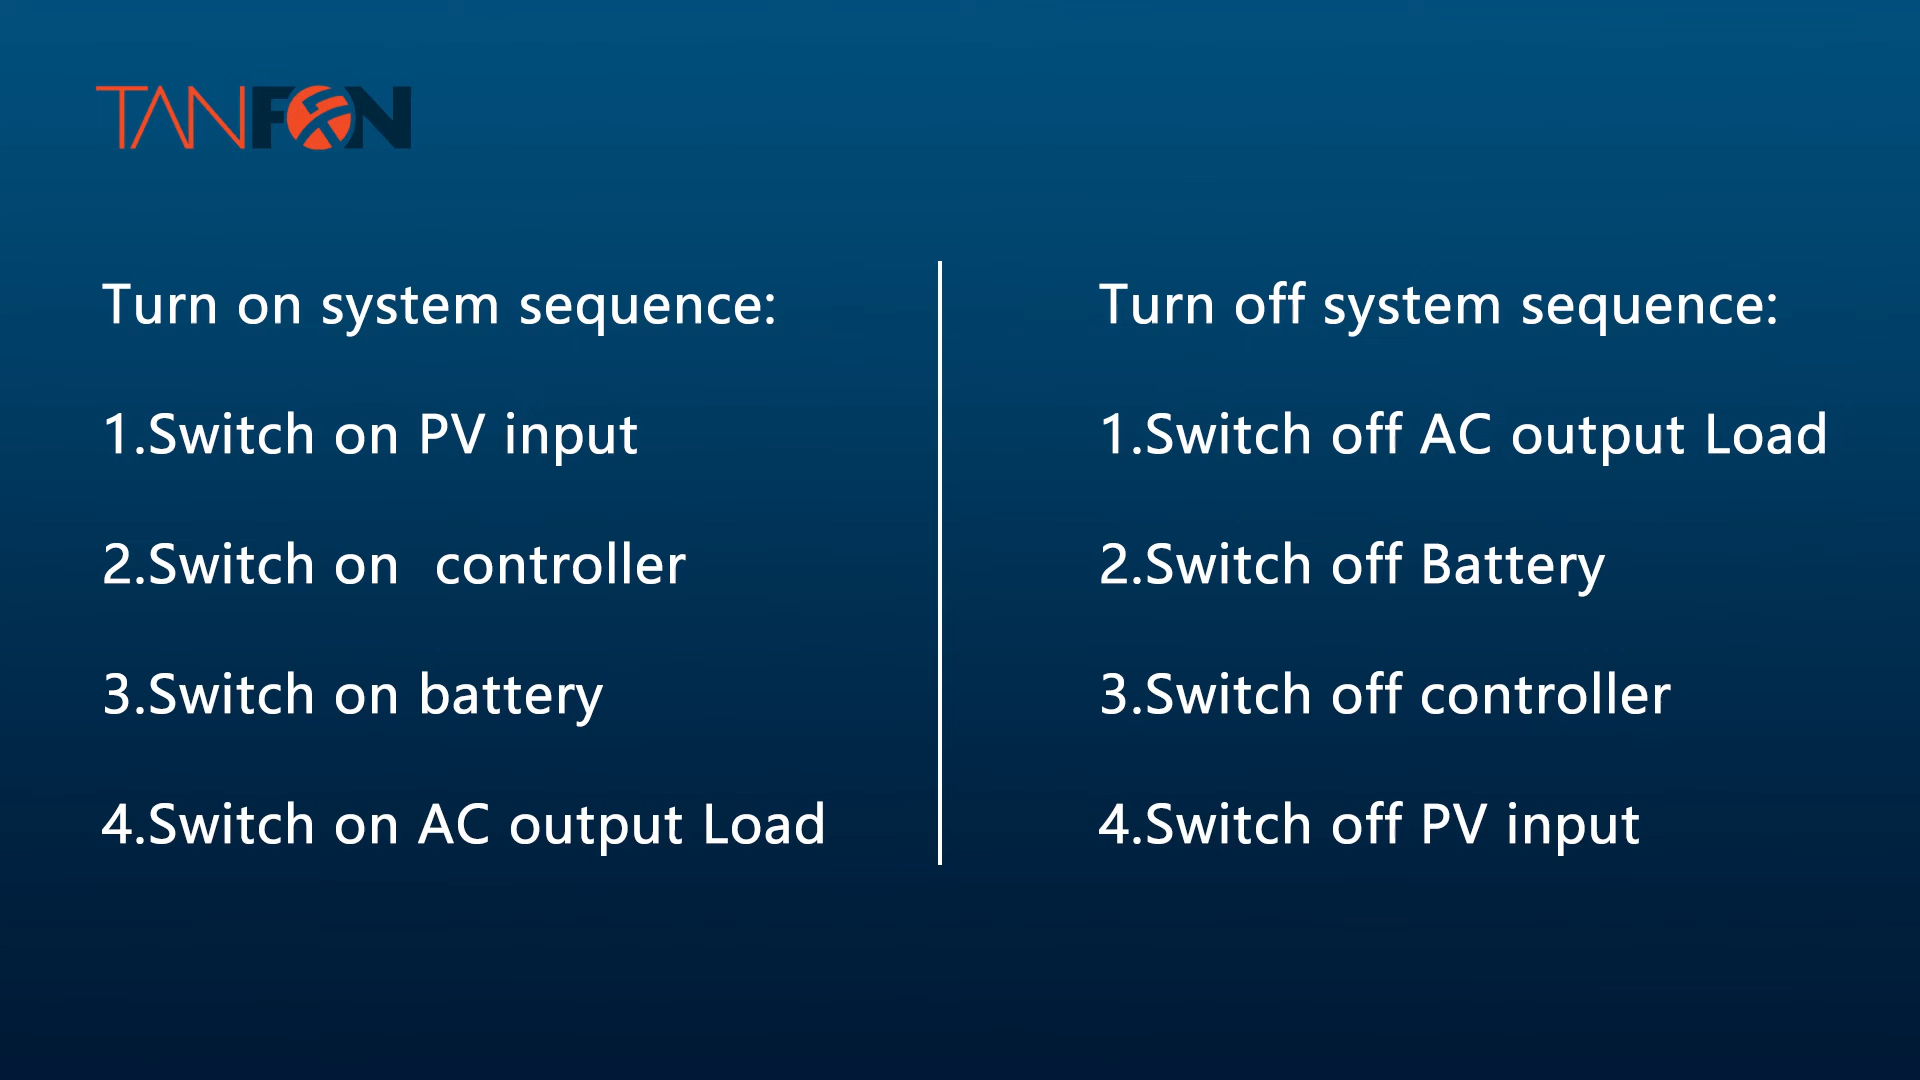 TANFON
Turn on system sequence:
1.Switch on PV input
2.Switch on  controller
3.Switch on battery
4.Switch on AC output Load
Turn off system sequence:
1.Switch off AC output Load
2.Switch off Battery
3.Switch off controller
4.Switch off PV input